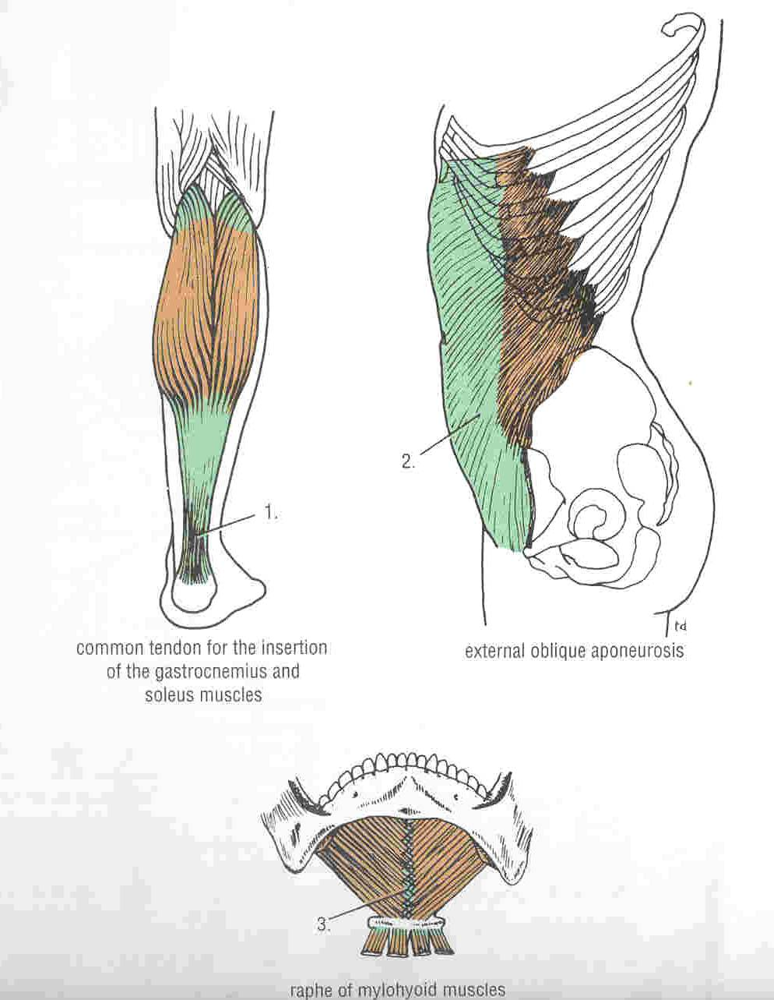 1.
2.
common tendon for the insertion
of the gastrocnemius and
soleus muscles
external oblique aponeurosis
td
3.
raphe of mylohyoid muscles